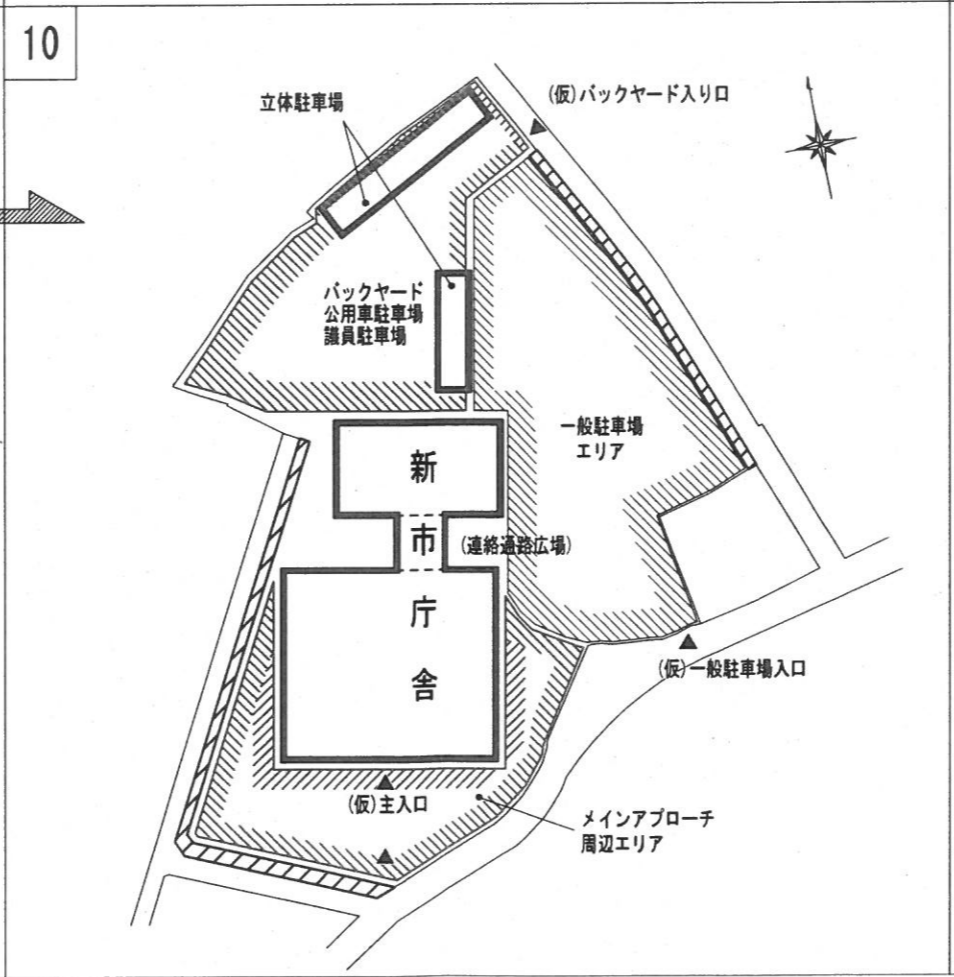 10
立体駐車場
(仮)バックヤード入り口
バックヤード
公用車駐車場
議員駐車場
一般駐車場
エリア
新
市
庁
舎
(連絡通路広場)
(仮)一般駐車場入口
(仮)主入口
メインアプローチ
周辺エリア